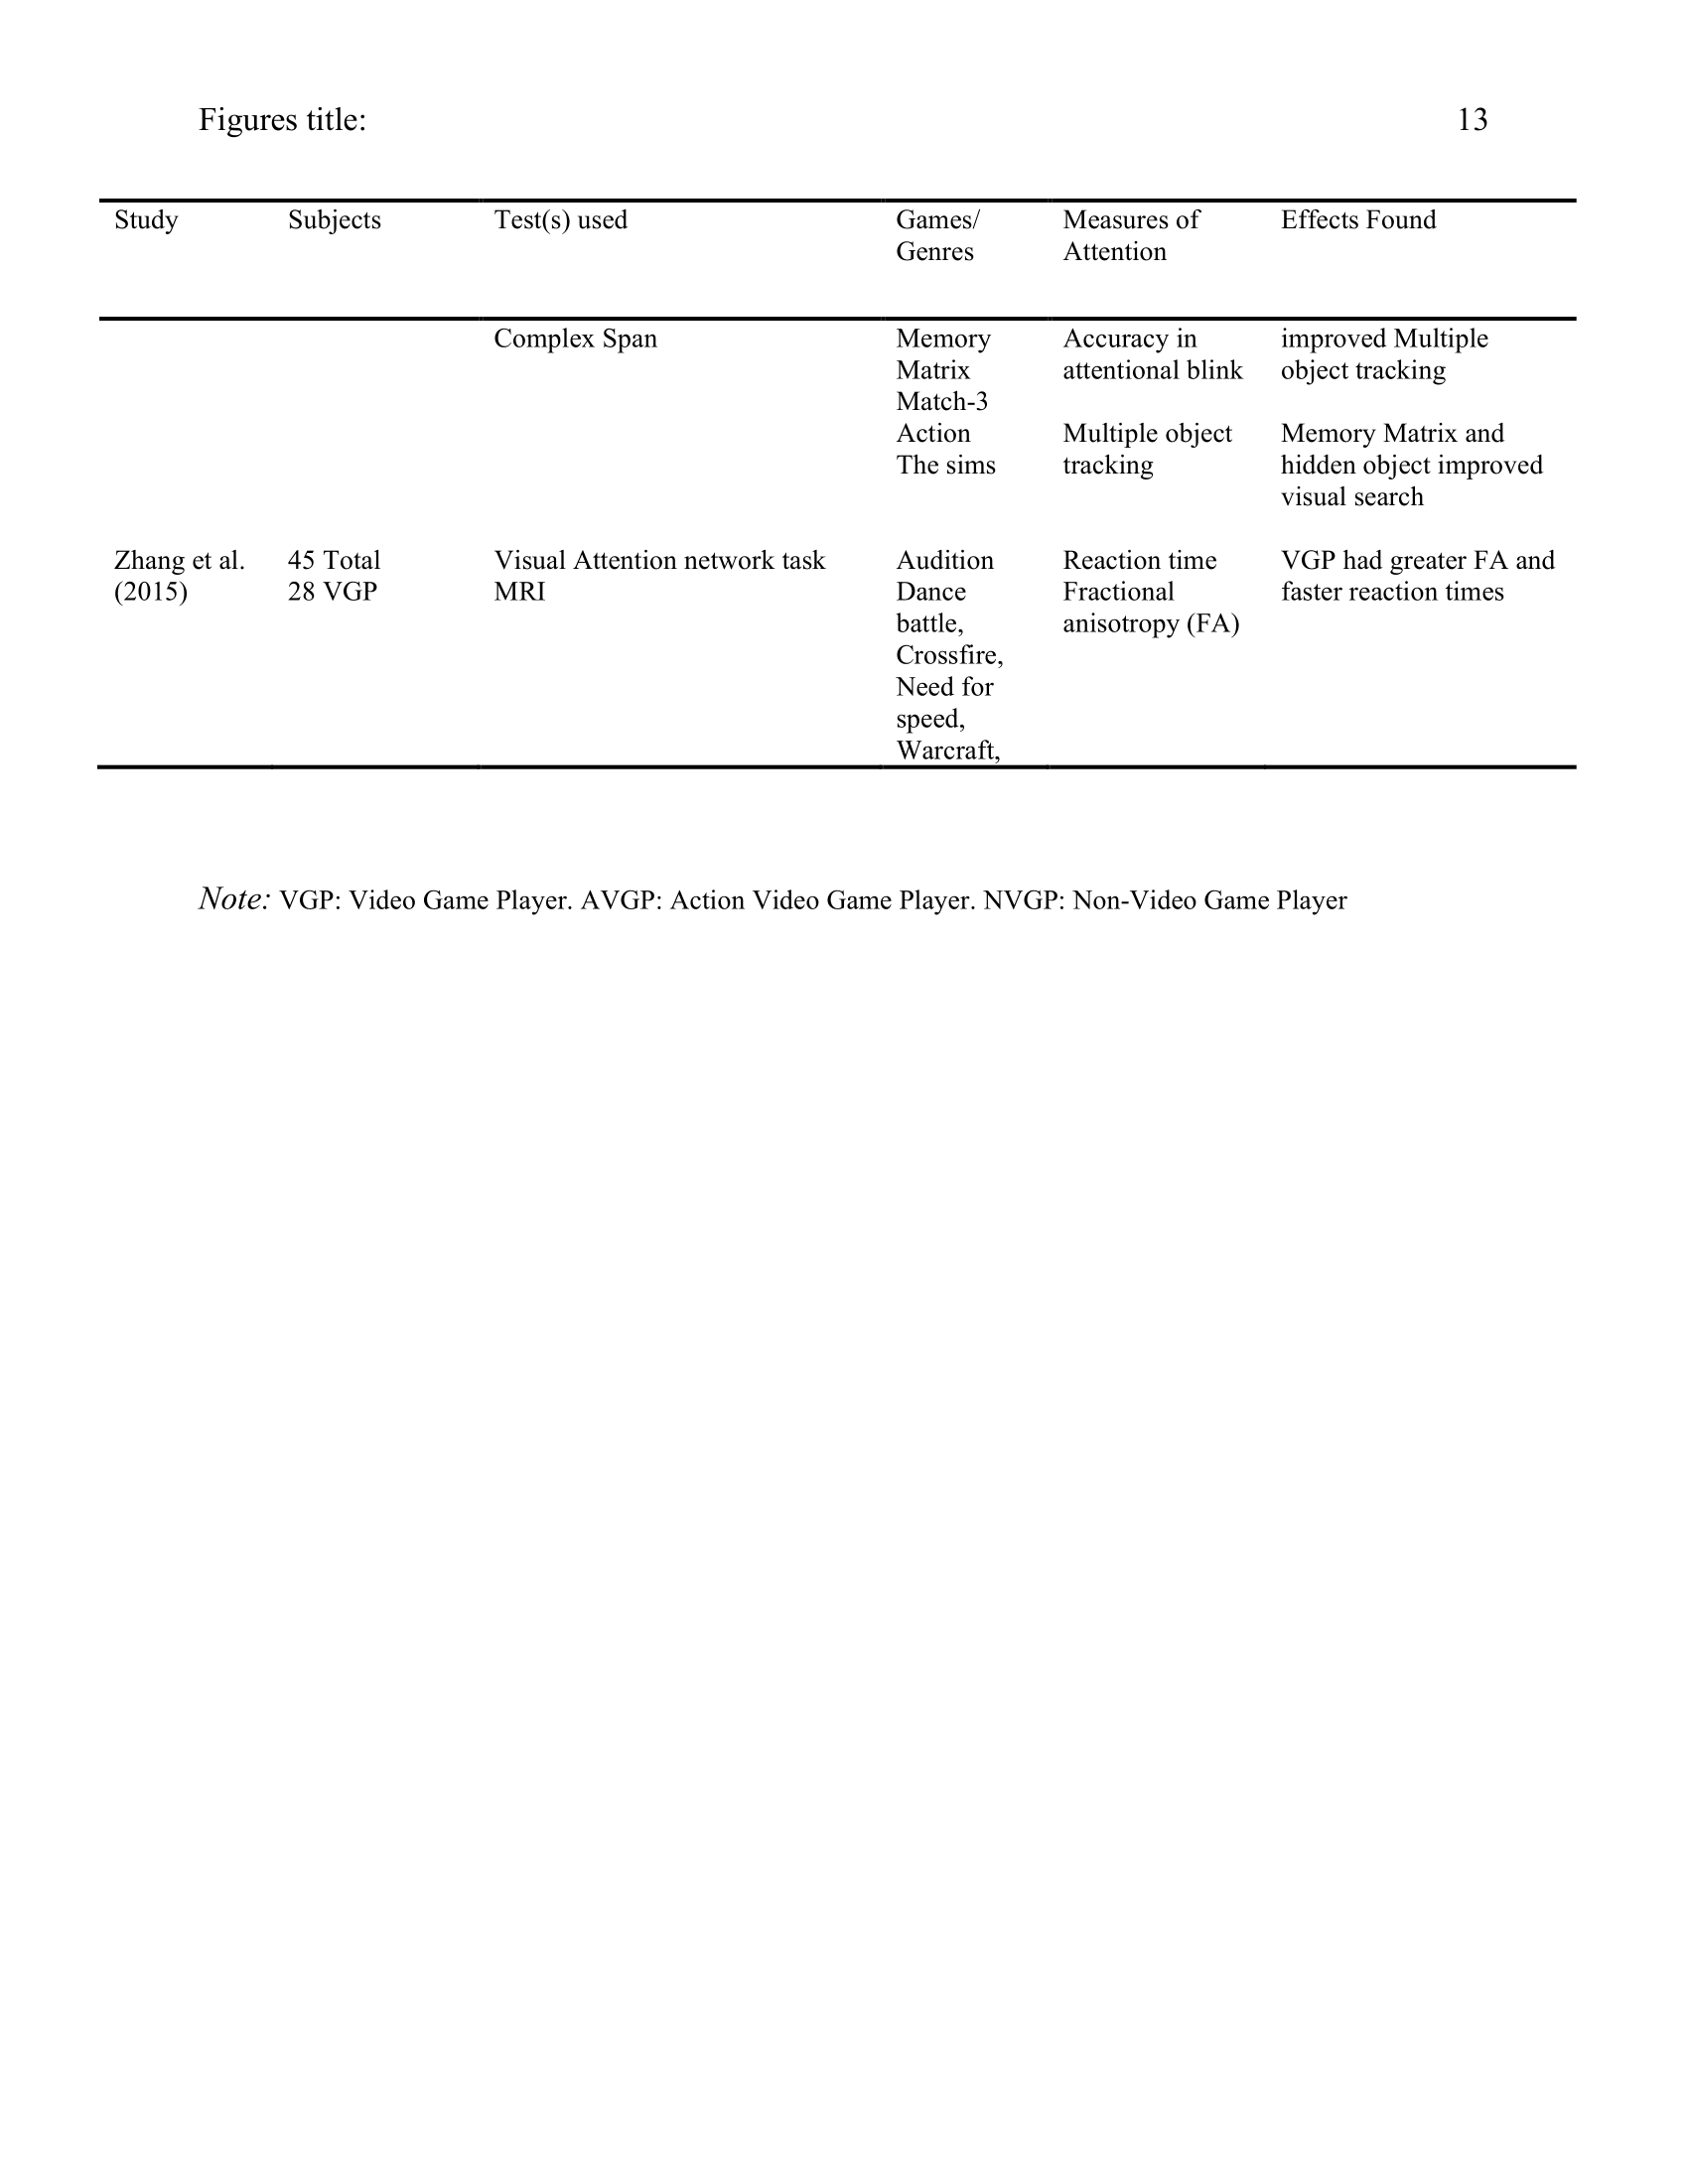 Figures title: 13
Study Subjects Test(s) used Games/ Measures of Effects Found
Genres Attention
Complex Span Memory Accuracy in improved Multiple
Matrix attentional blink object tracking
Match-3
Action Multiple object Memory Matrix and
The sims tracking hidden object improved
visual search
Zhang et al. 45 Total Visual Attention network task Audition Reaction time VGP had greater FA and
(2015) 28 VGP MRI Dance Fractional faster reaction times
battle, anisotropy (FA)
Crossfire,
Need for
speed,
Warcraft,
Note: VGP: Video Game Player. AVGP: Action Video Game Player. NVGP: Non-Video Game Player